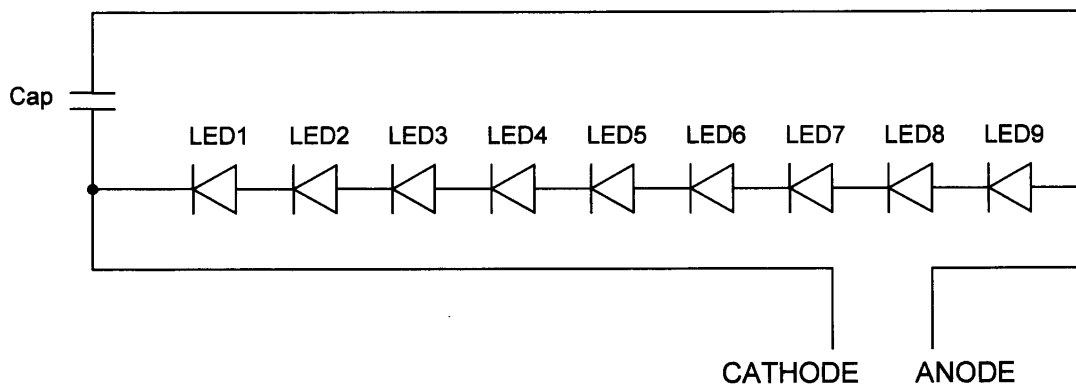 Cap
LED1 LED2 LED3 LED4 LED5 LED6 LED7 LED8 LED9
CATHODE ANODE